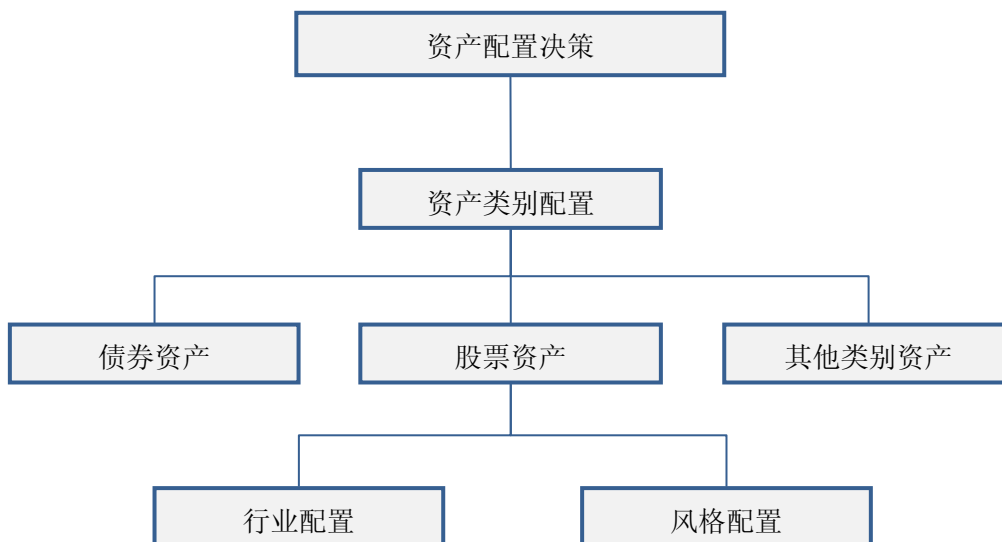 资产配置决策
资产类别配置
债券资产
股票资产
其他类别资产
行业配置
风格配置